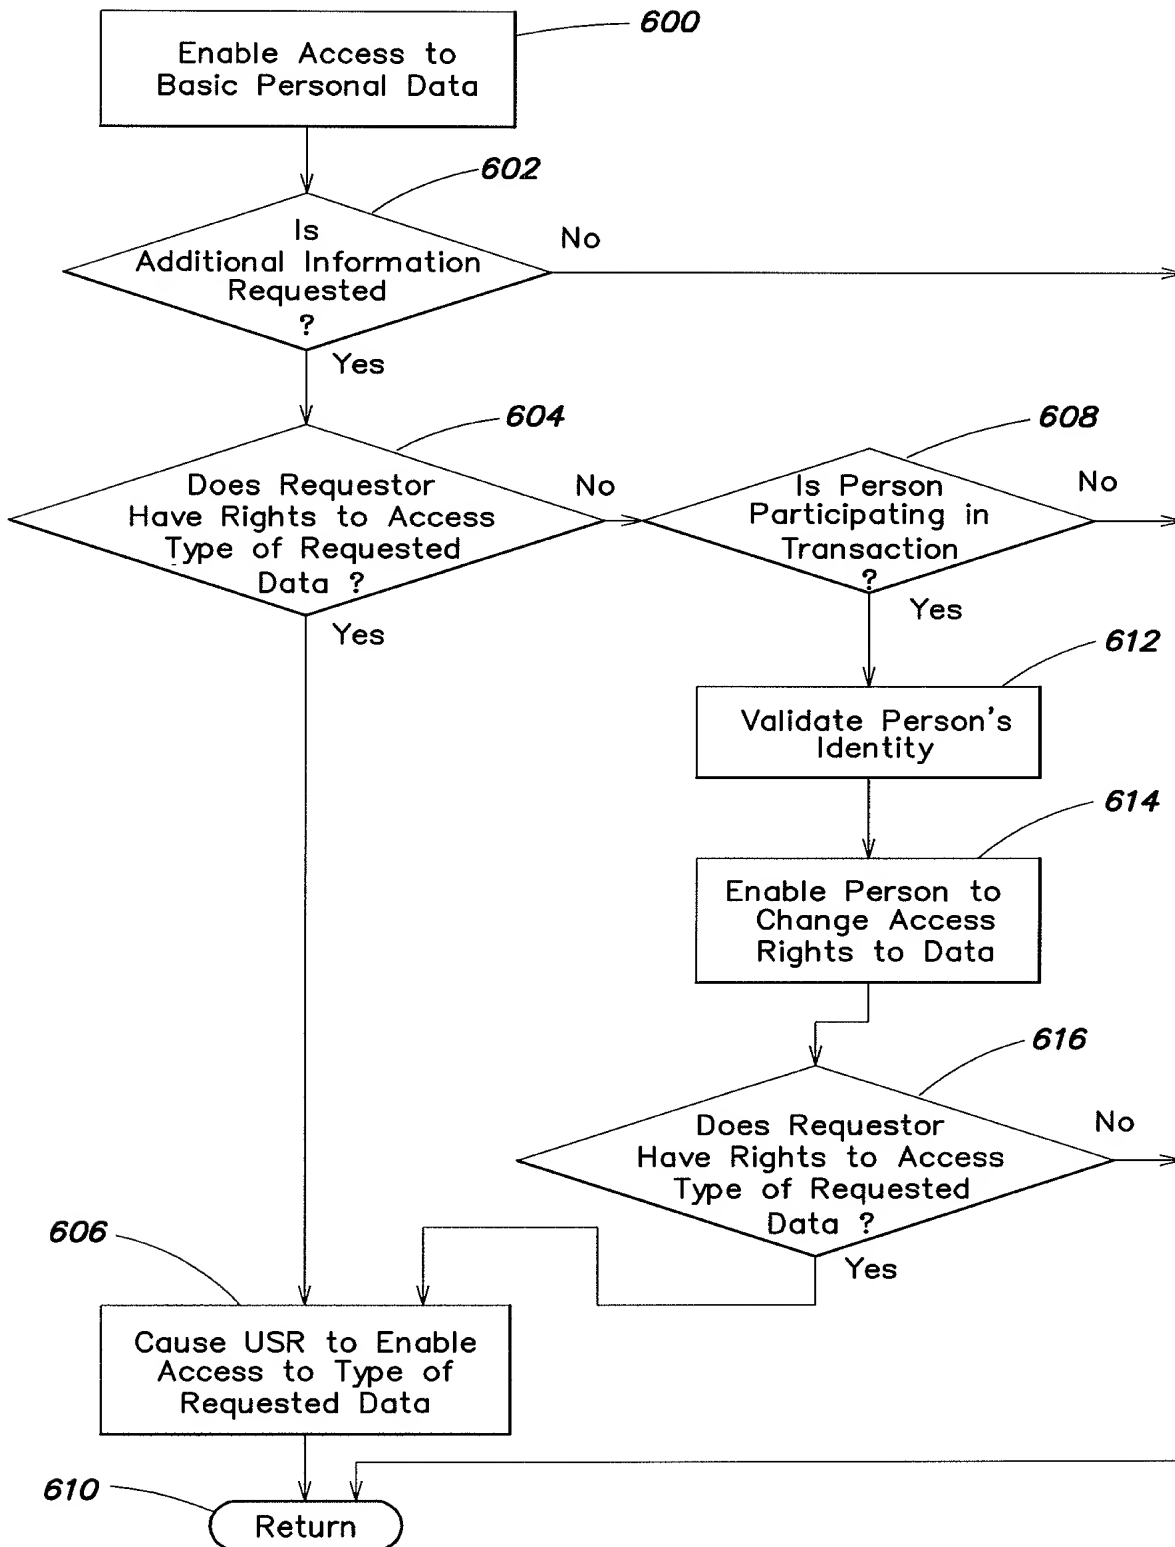 600
Enable Access to
Basic Personal Data
602
Is
Additional Information
Requested
?
No
Yes
604
Does Requestor
Have Rights to Access
Type of Requested
Data ?
No
Yes
608
Is Person
Participating in
Transaction
?
No
Yes
612
Validate Person's
Identity
614
Enable Person to
Change Access
Rights to Data
616
Does Requestor
Have Rights to Access
Type of Requested
Data ?
No
Yes
606
Cause USR to Enable
Access to Type of
Requested Data
610
Return